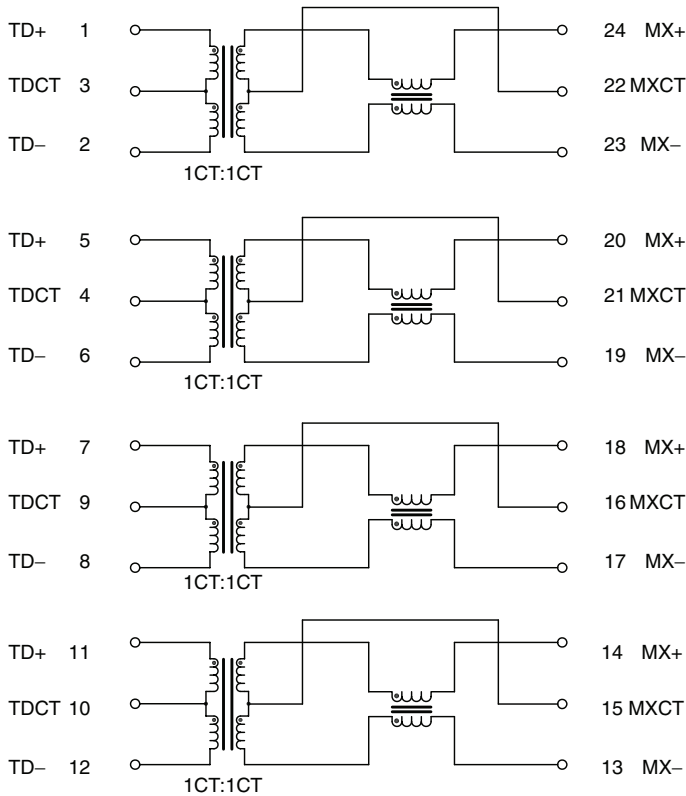 TD+ 1 24 MX+
TDCT 3 22 MXCT
TD– 2 23 MX–
1CT:1CT
TD+ 5 20 MX+
TDCT 4 21 MXCT
TD– 6 19 MX–
1CT:1CT
TD+ 7 18 MX+
TDCT 9 16 MXCT
TD– 8 17 MX–
1CT:1CT
TD+ 11 14 MX+
TDCT 10 15 MXCT
TD– 12 13 MX–
1CT:1CT